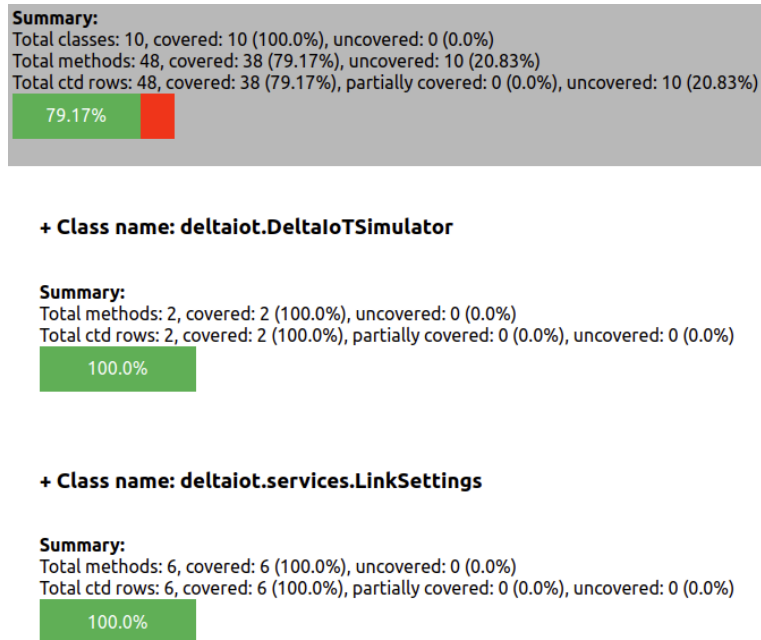 Summary:
Total classes: 10, covered: 10 (100.0%), uncovered: 0 (0.0%)
Total methods: 48, covered: 38 (79.17%), uncovered: 10 (20.83%)
Total ctd rows: 48, covered: 38 (79.17%), partially covered: 0 (0.0%), uncovered: 10 (20.83%)
79.17%
+ Class name: deltaiot.DeltaIoTSimulator
Summary:
Total methods: 2, covered: 2 (100.0%), uncovered: 0 (0.0%)
Total ctd rows: 2, covered: 2 (100.0%), partially covered: 0 (0.0%), uncovered: 0 (0.0%)
100.0%
+ Class name: deltaiot.services.LinkSettings
Summary:
Total methods: 6, covered: 6 (100.0%), uncovered: 0 (0.0%)
Total ctd rows: 6, covered: 6 (100.0%), partially covered: 0 (0.0%), uncovered: 0 (0.0%)
100.0%